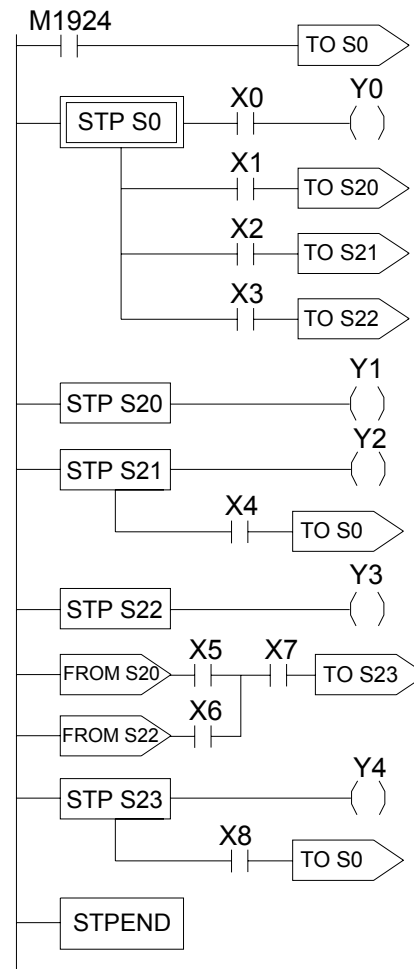 M1924
TO S0
STP S0
X0
Y0
X1
TO S20
X2
TO S21
X3
TO S22
STP S20
Y1
STP S21
Y2
X4
TO S0
STP S22
Y3
FROM S20
X5
X7
TO S23
FROM S22
X6
STP S23
Y4
X8
TO S0
STPEND